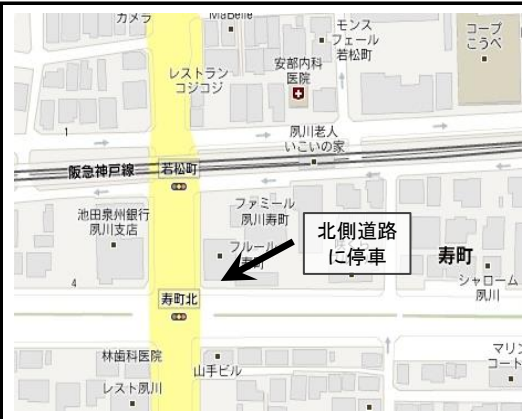 カメラ
MaBelle
モンス
フェール
若松町
コープ
こうべ
レストラン
コジコジ
安部内科
医院
1
夙川老人
いこいの家
阪急神戸線
若松町
ファミール
夙川寿町
池田泉州銀行
夙川支店
北側道路
に停車
フルール
寿町
寿町
シャローム
夙川
4
寿町北
林歯科医院
山手ビル
マリン
コート
レスト夙川